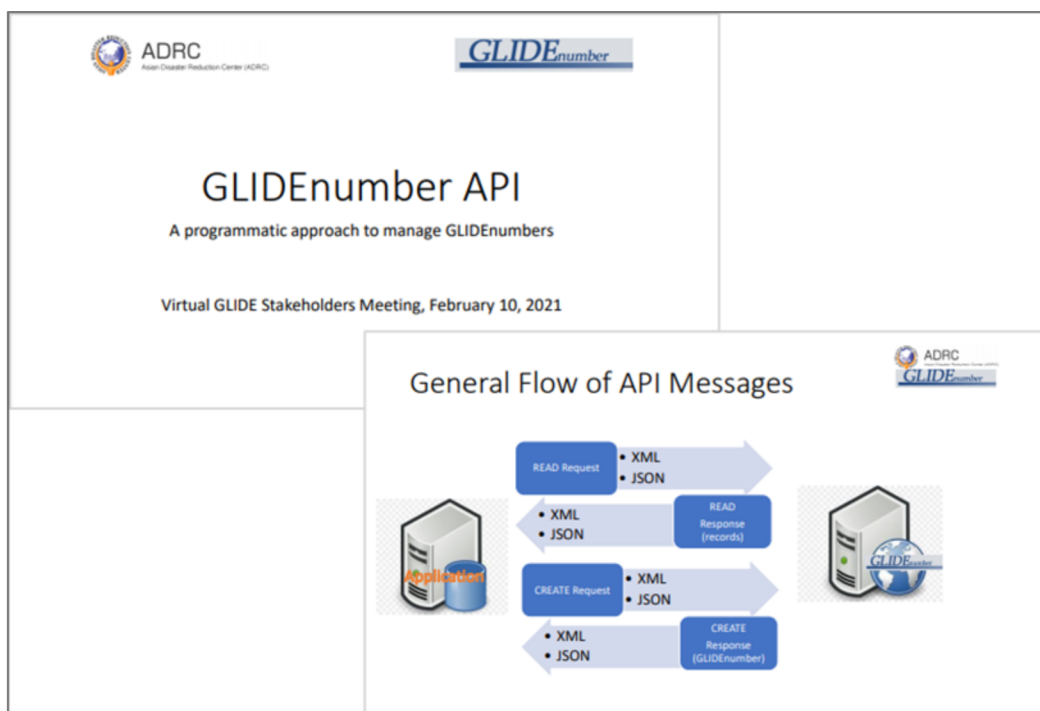 ADRC
Asian Disaster Reduction Center (ADRC)
GLIDEnumber
GLIDEnumber API
A programmatic approach to manage GLIDEnumbers
Virtual GLIDE Stakeholders Meeting, February 10, 2021
ADRC
GLIDEnumber
General Flow of API Messages
READ Request
• XML
• JSON
• XML
• JSON
READ
Response
(records)
Application
GLIDEnumber
CREATE Request
• XML
• JSON
• XML
• JSON
CREATE
Response
(GLIDEnumber)